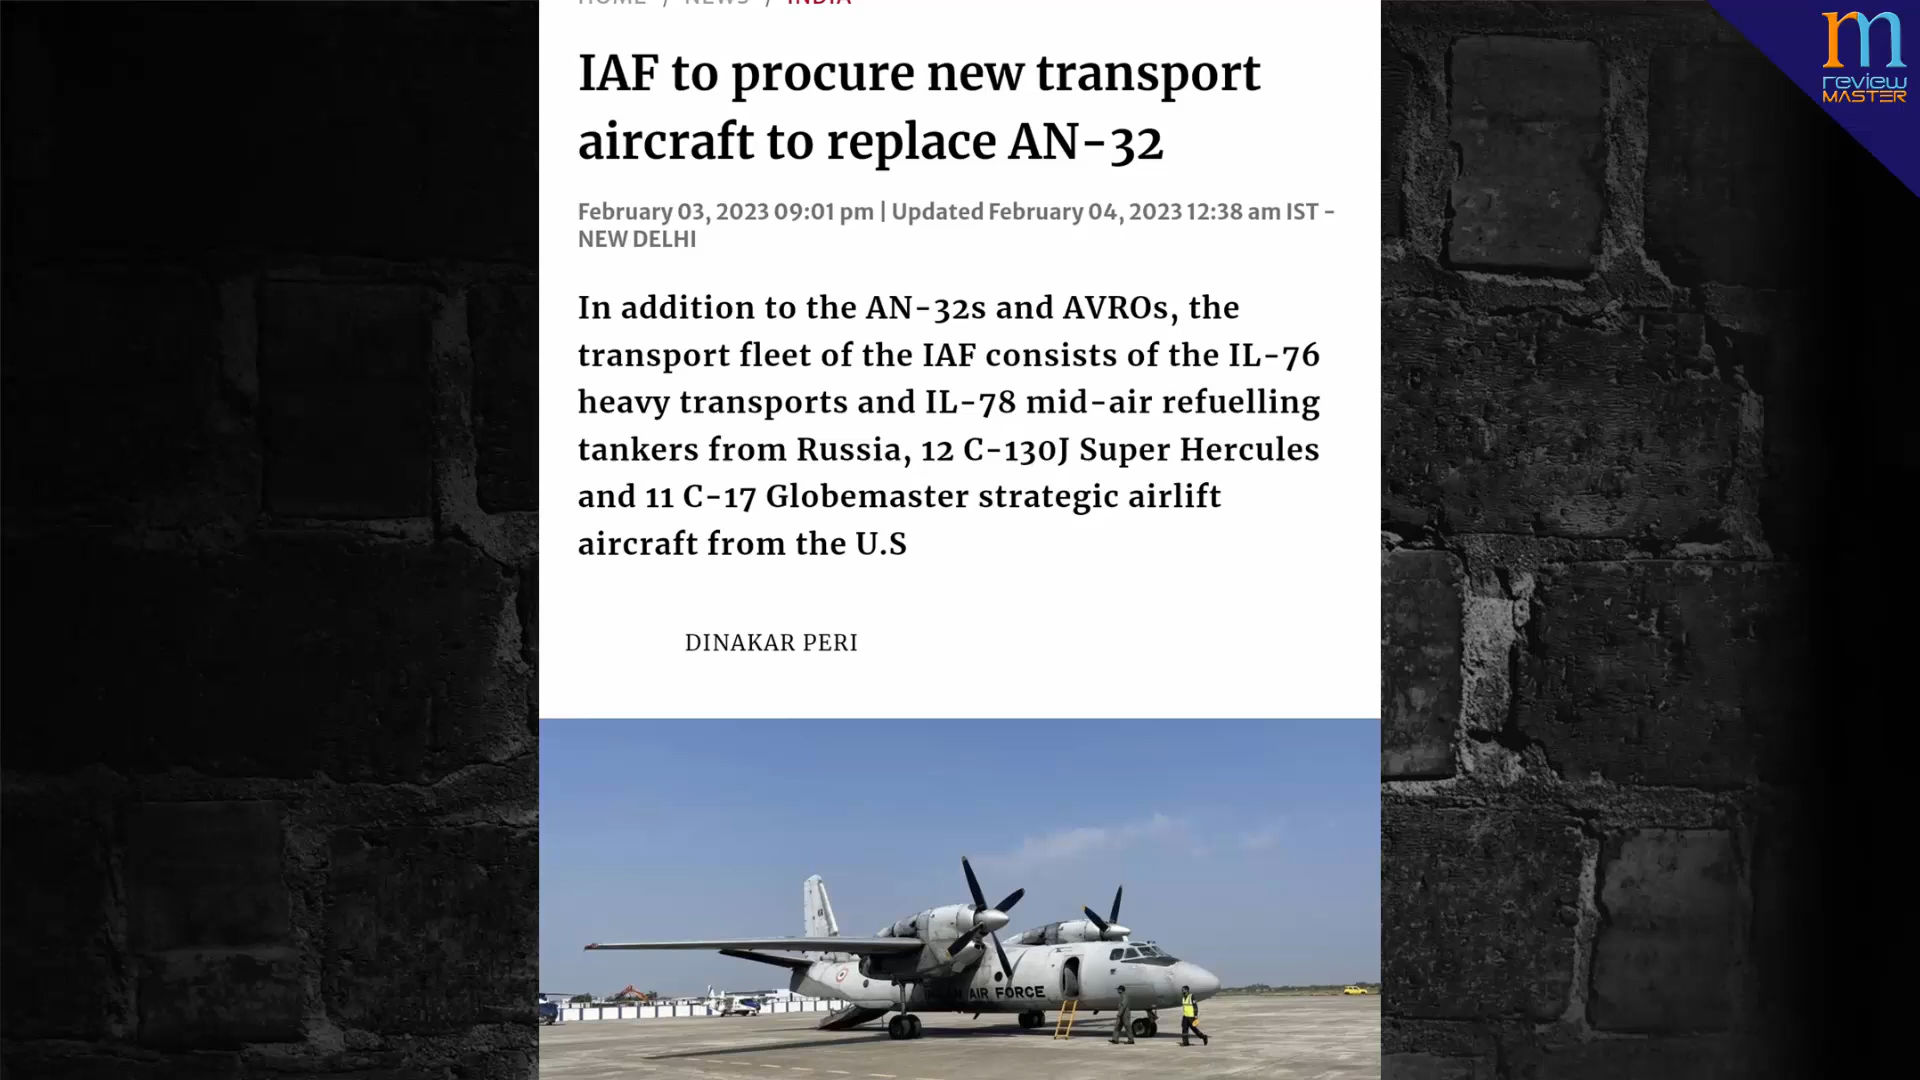 HOME / NEWS / INDIA
m
review
MASTER
IAF to procure new transport
aircraft to replace AN-32
February 03, 2023 09:01 pm | Updated February 04, 2023 12:38 am IST -
NEW DELHI
In addition to the AN-32s and AVROs, the
transport fleet of the IAF consists of the IL-76
heavy transports and IL-78 mid-air refuelling
tankers from Russia, 12 C-130J Super Hercules
and 11 C-17 Globemaster strategic airlift
aircraft from the U.S
DINAKAR PERI
AIR FORCE